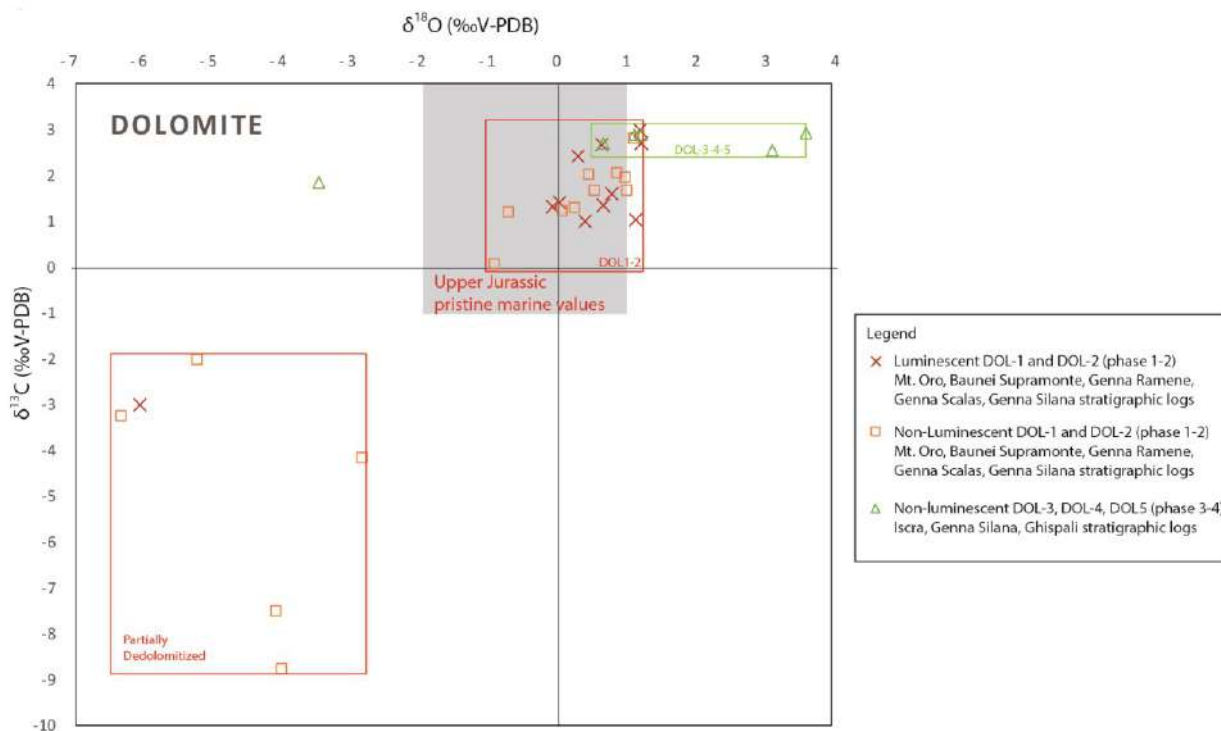 δ18O (‰V-PDB)
-7 -6 -5 -4 -3 -2 -1 0 1 2 3 4
4
DOLOMITE
3
DOL-3-4-5
2
1
DOL1-2
0
Upper Jurassic
pristine marine values
-1
δ13C (‰V-PDB)
-2
-3
-4
-5
-6
-7
-8
Partially
Dedolomitized
-9
-10
Legend
Luminescent DOL-1 and DOL-2 (phase 1-2)
Mt. Oro, Baunei Supramonte, Genna Ramene,
Genna Scalas, Genna Silana stratigraphic logs
Non-Luminescent DOL-1 and DOL-2 (phase 1-2)
Mt. Oro, Baunei Supramonte, Genna Ramene,
Genna Scalas, Genna Silana stratigraphic logs
Non-luminescent DOL-3, DOL-4, DOL5 (phase 3-4)
Iscra, Genna Silana, Ghispali stratigraphic logs